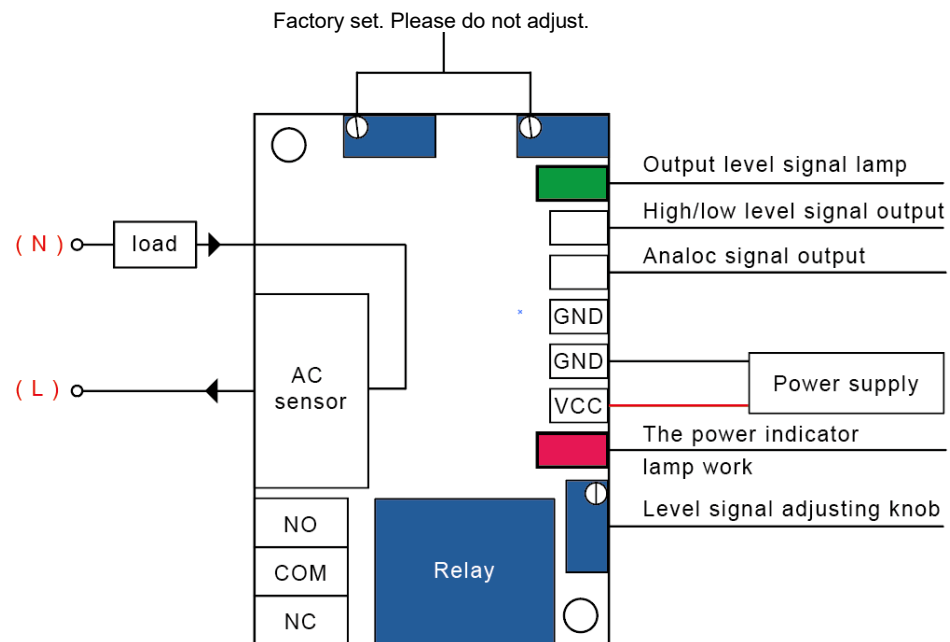 Factory set. Please do not adjust.
Output level signal lamp
High/low level signal output
( N )
load
Analoc signal output
GND
GND
( L )
AC
sensor
Power supply
VCC
The power indicator
lamp work
Level signal adjusting knob
NO
COM
Relay
NC